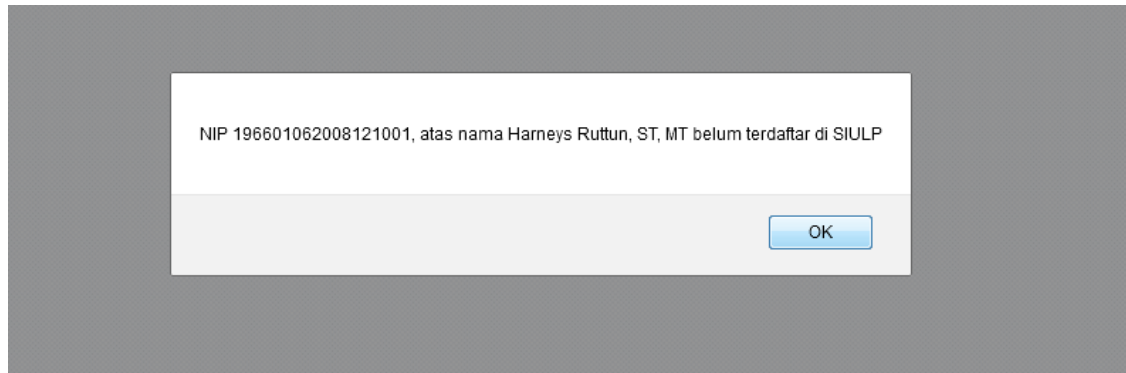 NIP 196601062008121001, atas nama Harneys Ruttun, ST, MT belum terdaftar di SIULP
OK